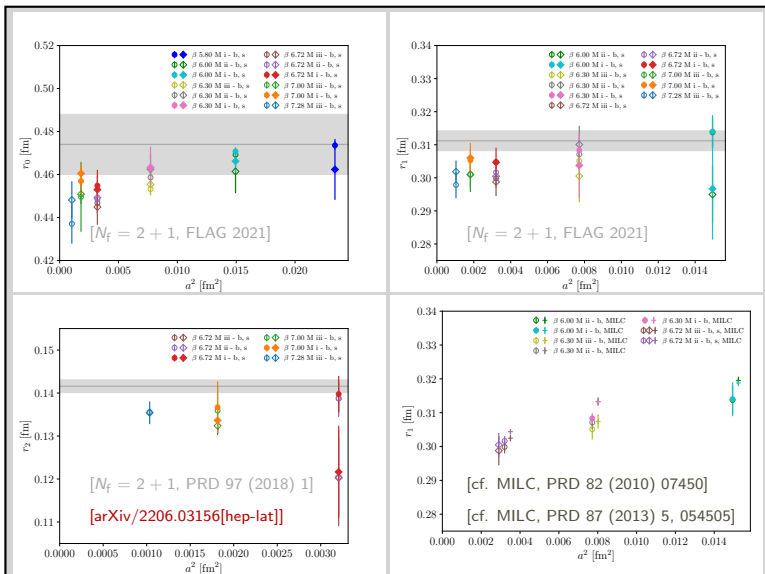 0.52
0.50
0.48
0.46
0.44
0.42
r0 [fm]
β 5.80 M i - b, s
β 6.00 M ii - b, s
β 6.00 M i - b, s
β 6.30 M iii - b, s
β 6.30 M ii - b, s
β 6.30 M i - b, s
β 6.72 M iii - b, s
β 6.72 M ii - b, s
β 6.72 M i - b, s
β 7.00 M iii - b, s
β 7.00 M i - b, s
β 7.28 M iii - b, s
[Nf = 2 + 1, FLAG 2021]
0.000 0.005 0.010 0.015 0.020
a² [fm²]
0.34
0.33
0.32
0.31
0.30
0.29
0.28
r1 [fm]
β 6.00 M ii - b, s
β 6.00 M i - b, s
β 6.30 M iii - b, s
β 6.30 M ii - b, s
β 6.30 M i - b, s
β 6.72 M iii - b, s
β 6.72 M ii - b, s
β 6.72 M i - b, s
β 7.00 M iii - b, s
β 7.00 M i - b, s
β 7.28 M iii - b, s
[Nf = 2 + 1, FLAG 2021]
0.000 0.002 0.004 0.006 0.008 0.010 0.012 0.014
a² [fm²]
0.15
0.14
0.13
0.12
0.11
r2 [fm]
β 6.72 M iii - b, s
β 6.72 M ii - b, s
β 6.72 M i - b, s
β 7.00 M iii - b, s
β 7.00 M i - b, s
β 7.28 M iii - b, s
[Nf = 2 + 1, PRD 97 (2018) 1]
[arXiv/2206.03156[hep-lat]]
0.0000 0.0005 0.0010 0.0015 0.0020 0.0025 0.0030
a² [fm²]
0.34
0.33
0.32
0.31
0.30
0.29
0.28
r1 [fm]
β 6.00 M ii - b, MILC
β 6.00 M i - b, MILC
β 6.30 M iii - b, MILC
β 6.30 M ii - b, MILC
β 6.30 M i - b, MILC
β 6.72 M iii - b, s, MILC
β 6.72 M ii - b, s, MILC
[cf. MILC, PRD 82 (2010) 07450]
[cf. MILC, PRD 87 (2013) 5, 054505]
0.000 0.002 0.004 0.006 0.008 0.010 0.012 0.014
a² [fm²]